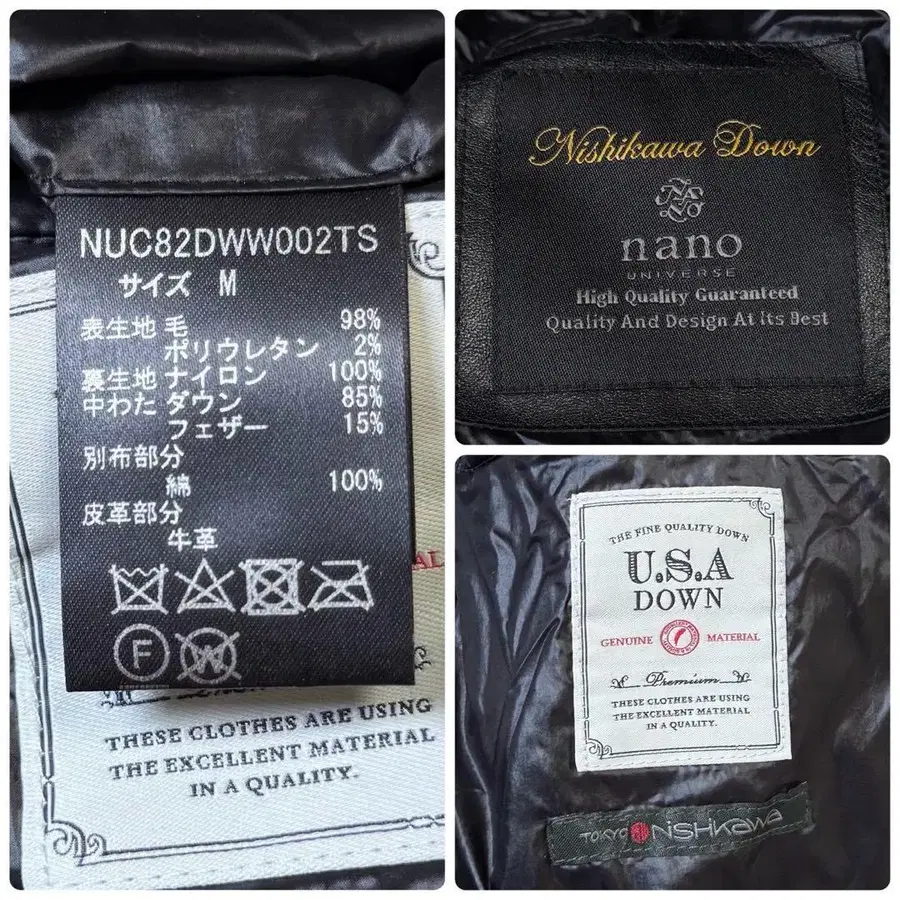 NUC82DWW002TS
サイズ M
表生地 毛 98%
ポリウレタン 2%
裏生地 ナイロン 100%
中わた ダウン 85%
フェザー 15%
別布部分
綿 100%
皮革部分
牛革
F W
THESE CLOTHES ARE USING
THE EXCELLENT MATERIAL
IN A QUALITY.
Nishikawa Down
NANO
nano
UNIVERSE
High Quality Guaranteed
Quality And Design At Its Best
THE FINE QUALITY DOWN
U.S.A
DOWN
GENUINE MATERIAL
Premium
THESE CLOTHES ARE USING
THE EXCELLENT MATERIAL
IN A QUALITY.
TOKYO NISHIKAWA